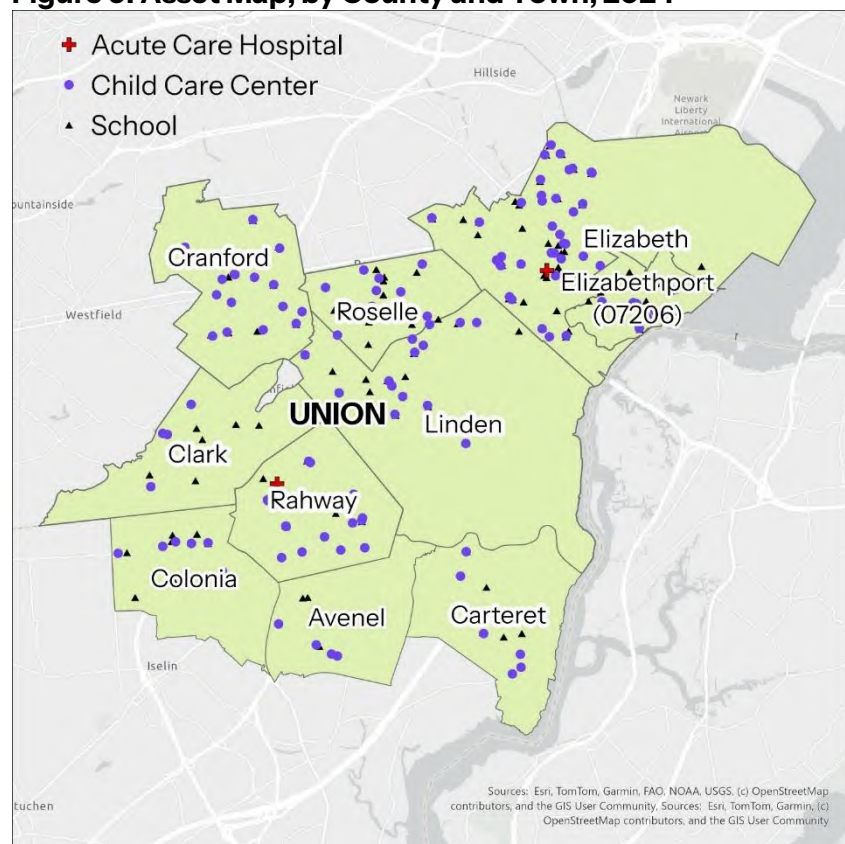 Figure 3. Asset Map, by County and Town, 2024
Acute Care Hospital
Child Care Center
School
Hillside
Newark
Liberty
International
ountainside
Cranford
Elizabeth
Elizabethport
(07206)
Westfield
Roselle
UNION
Linden
Clark
Rahway
Colonia
Avenel
Carteret
Iselin
tuchen
Sources: Esri, TomTom, Garmin, FAO, NOAA, USGS, (c) OpenStreetMap
contributors, and the GIS User Community, Sources: Esri, TomTom, Garmin, (c)
OpenStreetMap contributors, and the GIS User Community